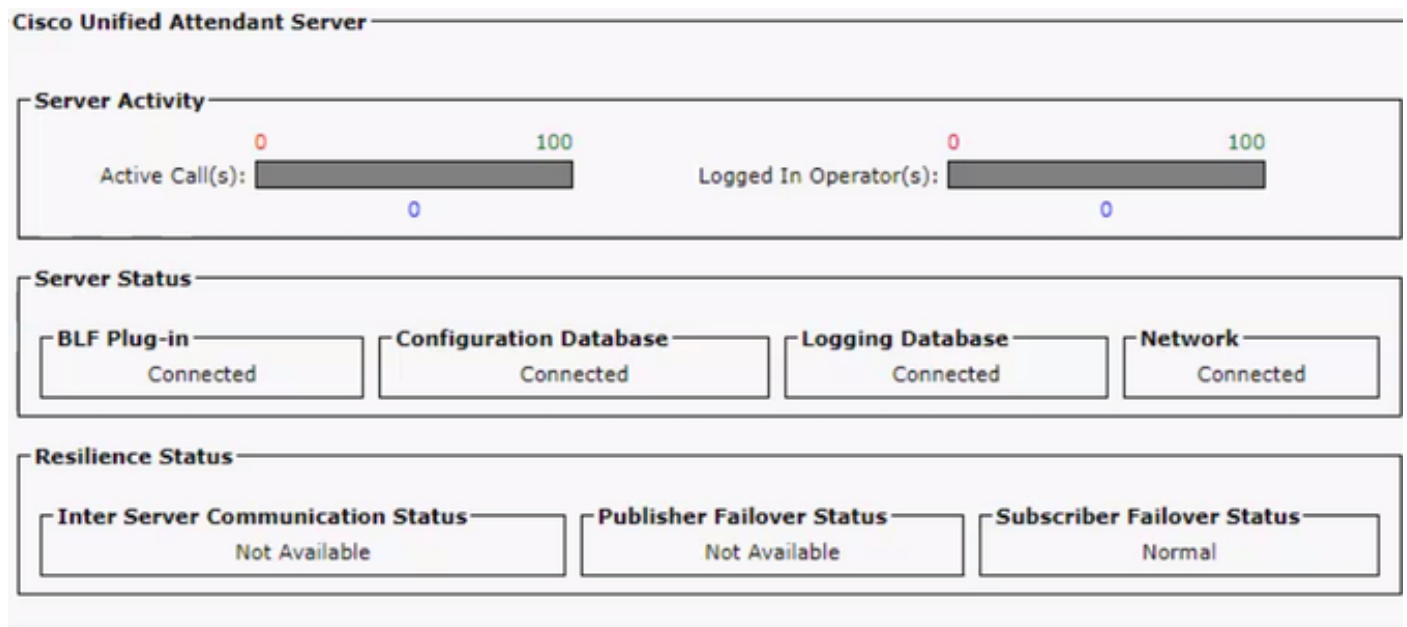 Cisco Unified Attendant Server
Server Activity
0 100 0 100
Active Call(s): Logged In Operator(s):
0 0
Server Status
BLF Plug-in Configuration Database Logging Database Network
Connected Connected Connected Connected
Resilience Status
Inter Server Communication Status Publisher Failover Status Subscriber Failover Status
Not Available Not Available Normal